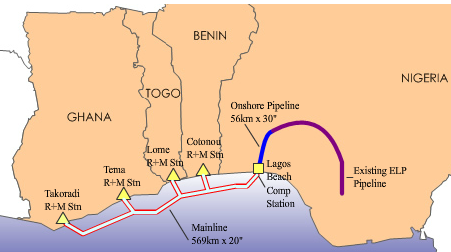 BENIN
NIGERIA
TOGO
GHANA
Onshore Pipeline
56km x 30"
Cotonou
R+M Stn
Lome
R+M Stn
Tema
R+M Stn
Takoradi
R+M Stn
Lagos
Beach
Comp
Station
Existing ELP
Pipeline
Mainline
569km x 20"